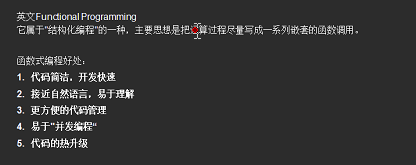 英文Functional Programming
它属于"结构化编程"的一种，主要思想是把运算过程尽量写成一系列嵌套的函数调用。
函数式编程好处：
1. 代码简洁，开发快速
2. 接近自然语言，易于理解
3. 更方便的代码管理
4. 易于"并发编程"
5. 代码的热升级